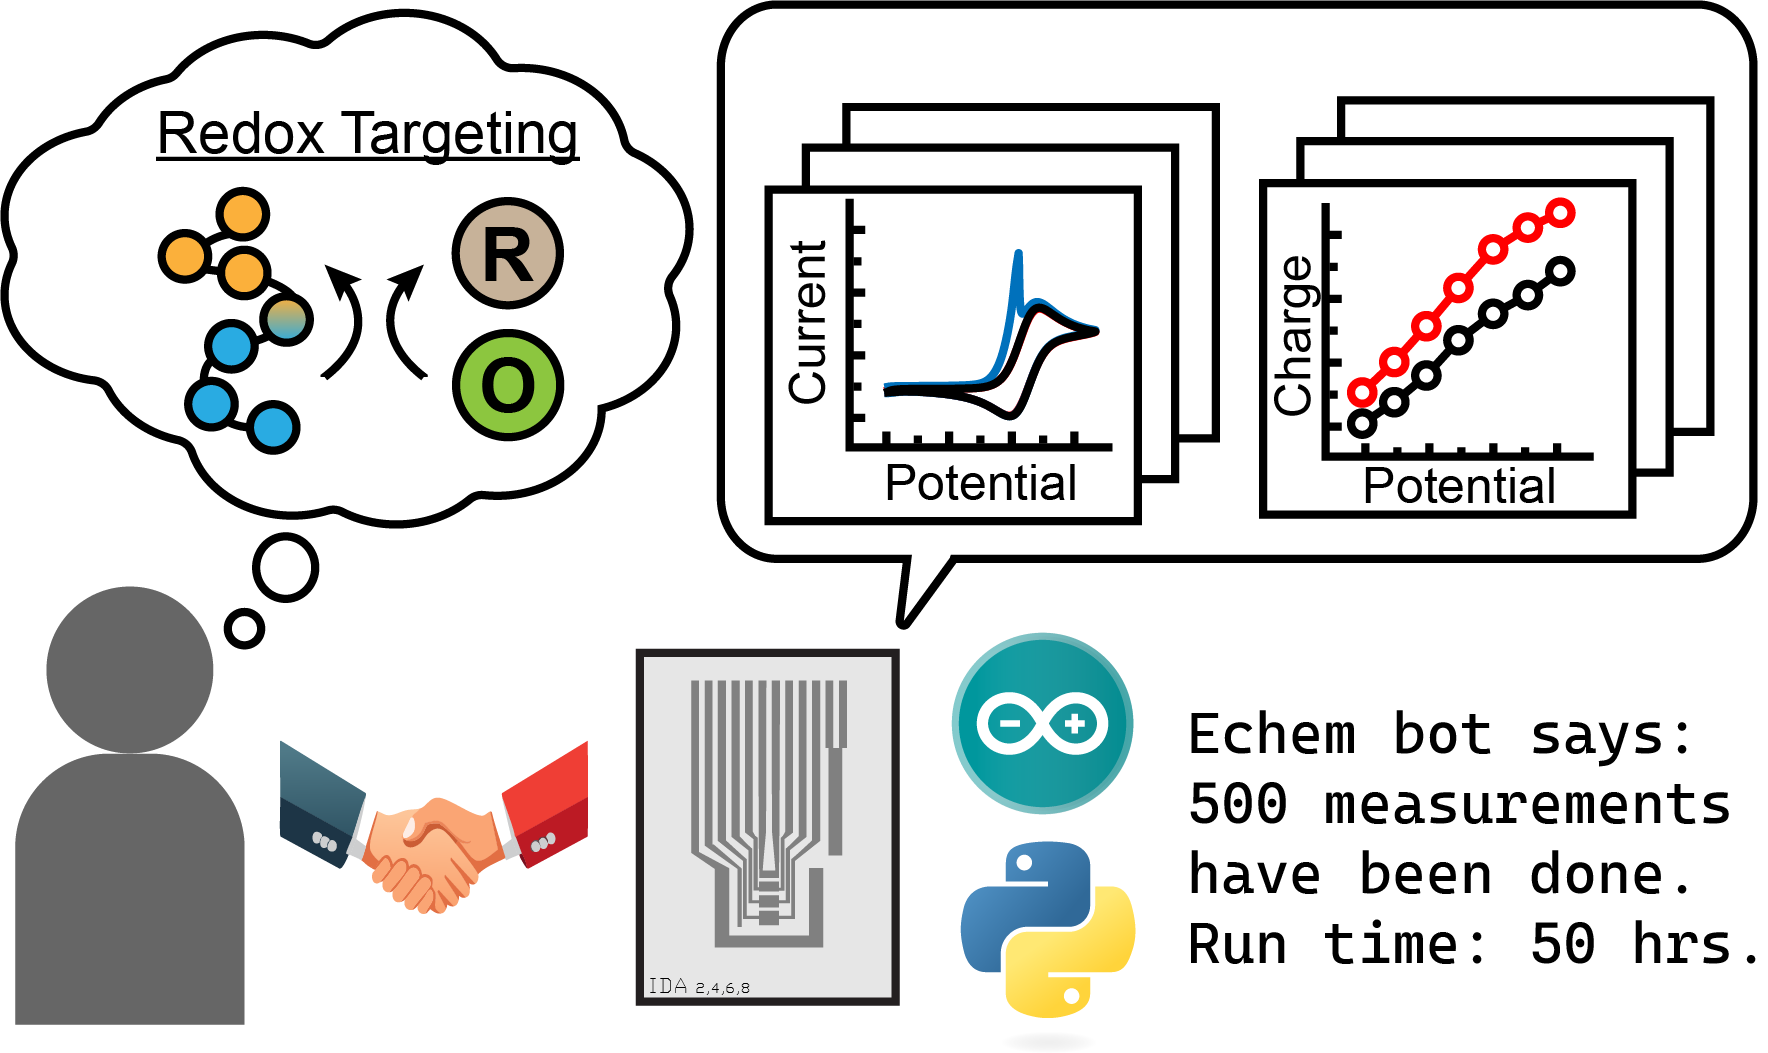 Redox Targeting
R
O
Current
Potential
Charge
Potential
IDA 2,4,6,8
Echem bot says:
500 measurements
have been done.
Run time: 50 hrs.